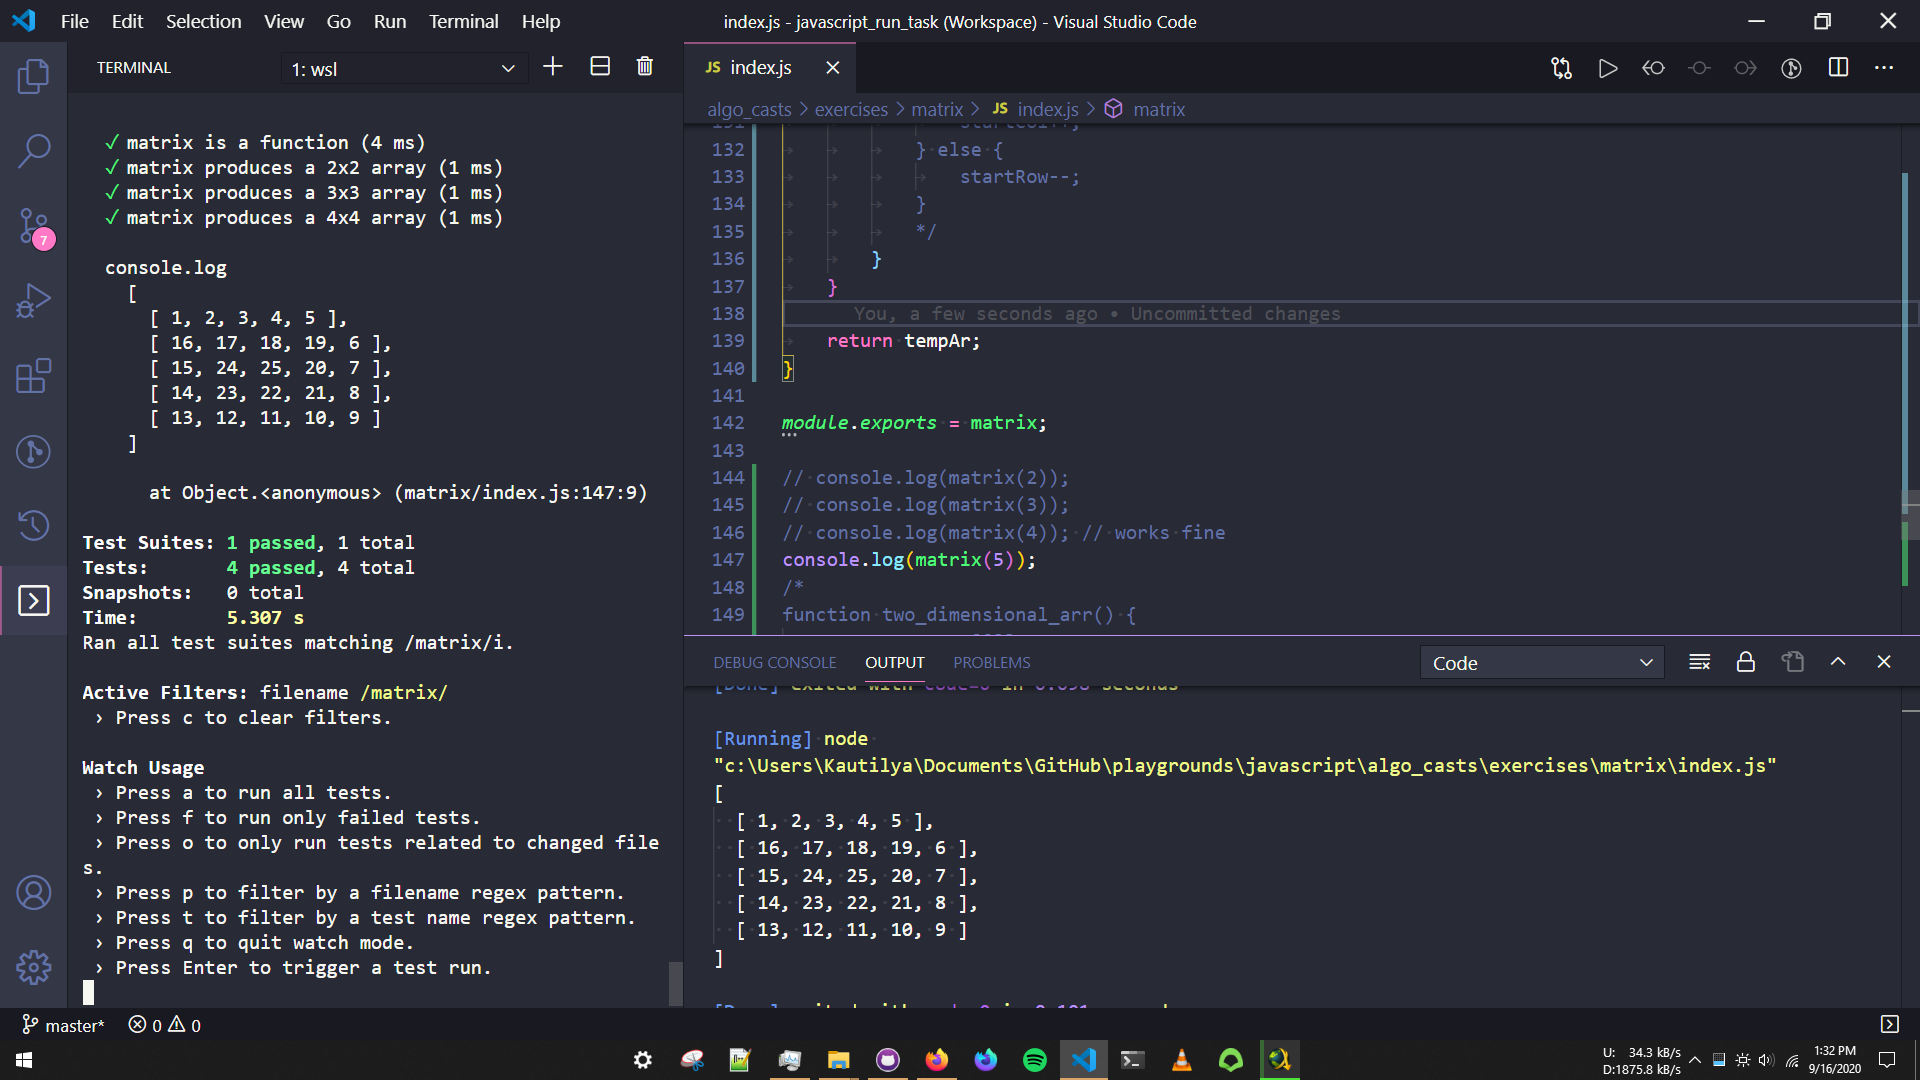 File Edit Selection View Go Run Terminal Help
index.js - javascript_run_task (Workspace) - Visual Studio Code
TERMINAL
1: wsl
✓ matrix is a function (4 ms)
✓ matrix produces a 2x2 array (1 ms)
✓ matrix produces a 3x3 array (1 ms)
✓ matrix produces a 4x4 array (1 ms)
console.log
[
[ 1, 2, 3, 4, 5 ],
[ 16, 17, 18, 19, 6 ],
[ 15, 24, 25, 20, 7 ],
[ 14, 23, 22, 21, 8 ],
[ 13, 12, 11, 10, 9 ]
]
at Object.<anonymous> (matrix/index.js:147:9)
Test Suites: 1 passed, 1 total
Tests: 4 passed, 4 total
Snapshots: 0 total
Time: 5.307 s
Ran all test suites matching /matrix/i.
Active Filters: filename /matrix/
› Press c to clear filters.
Watch Usage
› Press a to run all tests.
› Press f to run only failed tests.
› Press o to only run tests related to changed file
s.
› Press p to filter by a filename regex pattern.
› Press t to filter by a test name regex pattern.
› Press q to quit watch mode.
› Press Enter to trigger a test run.
7
JS index.js
algo_casts > exercises > matrix > JS index.js > matrix
132 } else {
133 startRow--;
134 }
135 */
136 }
137 }
138 You, a few seconds ago • Uncommitted changes
139 return tempAr;
140 }
141
142 module.exports = matrix;
143
144 // console.log(matrix(2));
145 // console.log(matrix(3));
146 // console.log(matrix(4)); // works fine
147 console.log(matrix(5));
148 /*
149 function two_dimensional_arr() {
DEBUG CONSOLE OUTPUT PROBLEMS
Code
[Running] node
"c:\Users\Kautilya\Documents\GitHub\playgrounds\javascript\algo_casts\exercises\matrix\index.js"
[
[ 1, 2, 3, 4, 5 ],
[ 16, 17, 18, 19, 6 ],
[ 15, 24, 25, 20, 7 ],
[ 14, 23, 22, 21, 8 ],
[ 13, 12, 11, 10, 9 ]
]
master* 0 0
U: 34.3 kB/s
D:1875.8 kB/s
1:32 PM
9/16/2020